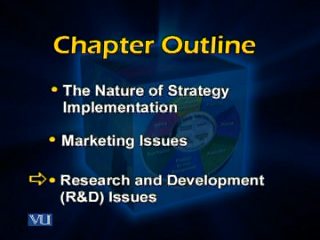 Chapter Outline
• The Nature of Strategy
Implementation
• Marketing Issues
• Research and Development
(R&D) Issues
VU